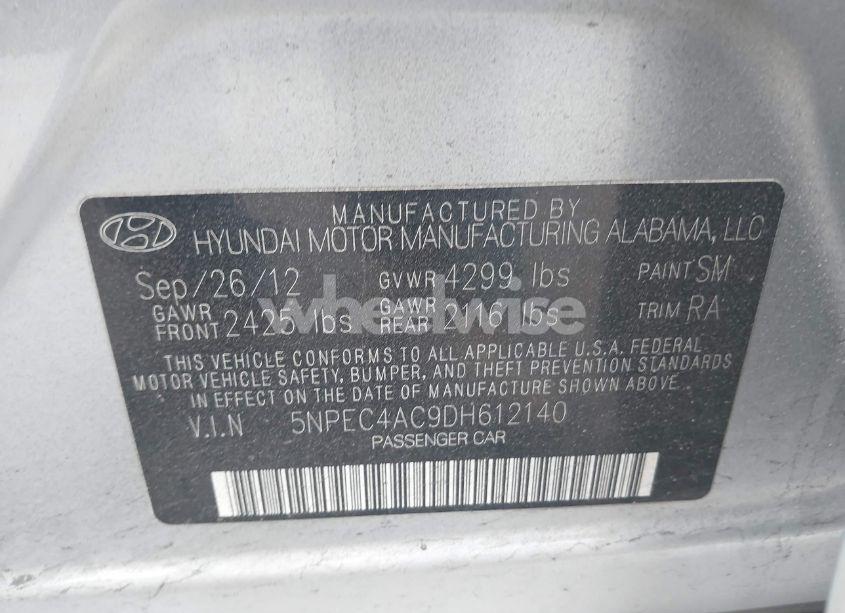 MANUFACTURED BY
HYUNDAI MOTOR MANUFACTURING ALABAMA, LLC
Sep/26/12 GVWR 4299 lbs PAINT SM
GAWR FRONT 2425 lbs GAWR REAR 2116 lbs TRIM RA
wheelwise
THIS VEHICLE CONFORMS TO ALL APPLICABLE U.S.A. FEDERAL
MOTOR VEHICLE SAFETY, BUMPER, AND THEFT PREVENTION STANDARDS
IN EFFECT ON THE DATE OF MANUFACTURE SHOWN ABOVE.
V.I.N 5NPEC4AC9DH612140
PASSENGER CAR